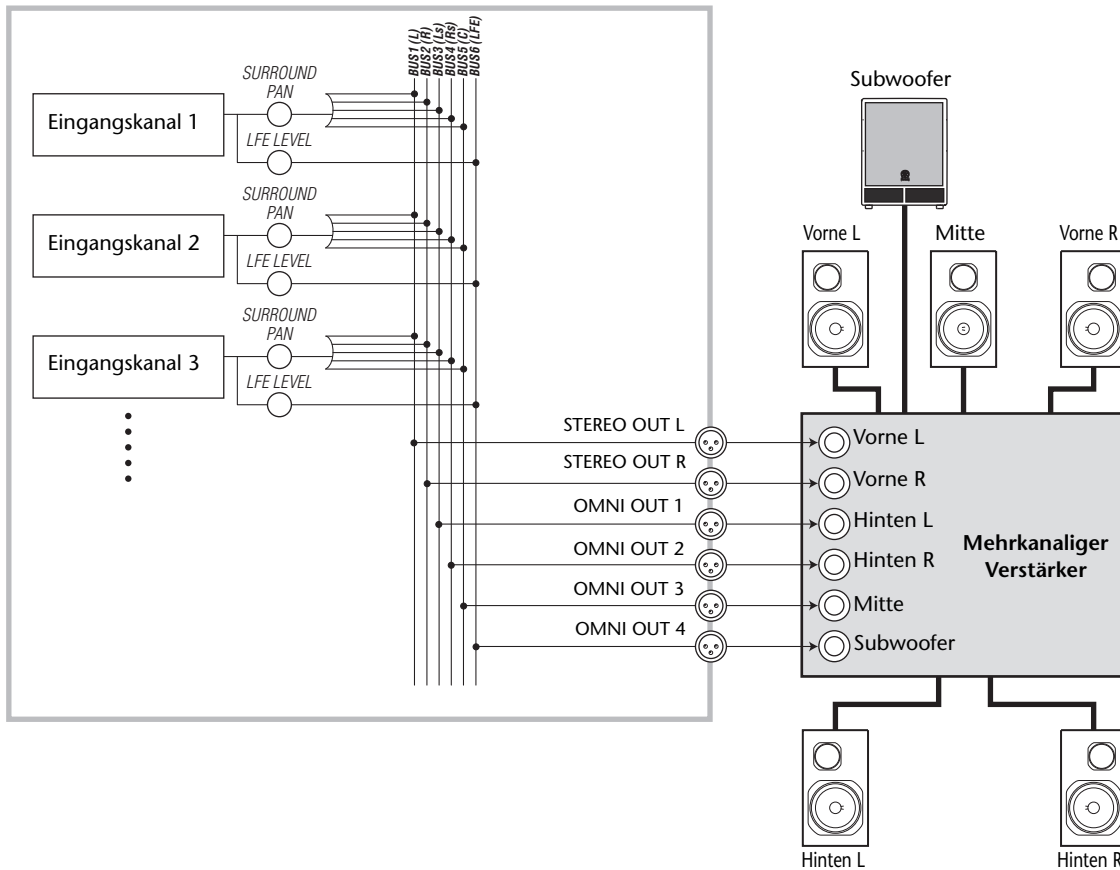 BUS1 (L)
BUS2 (R)
BUS3 (Ls)
BUS4 (Rs)
BUS5 (C)
BUS6 (LFE)
SURROUND
PAN
Eingangskanal 1
LFE LEVEL
SURROUND
PAN
Eingangskanal 2
LFE LEVEL
SURROUND
PAN
Eingangskanal 3
LFE LEVEL
Subwoofer
Vorne L
Mitte
Vorne R
STEREO OUT L
Vorne L
STEREO OUT R
Vorne R
OMNI OUT 1
Hinten L
OMNI OUT 2
Hinten R
OMNI OUT 3
Mitte
OMNI OUT 4
Subwoofer
Mehrkanaliger
Verstärker
Hinten L
Hinten R